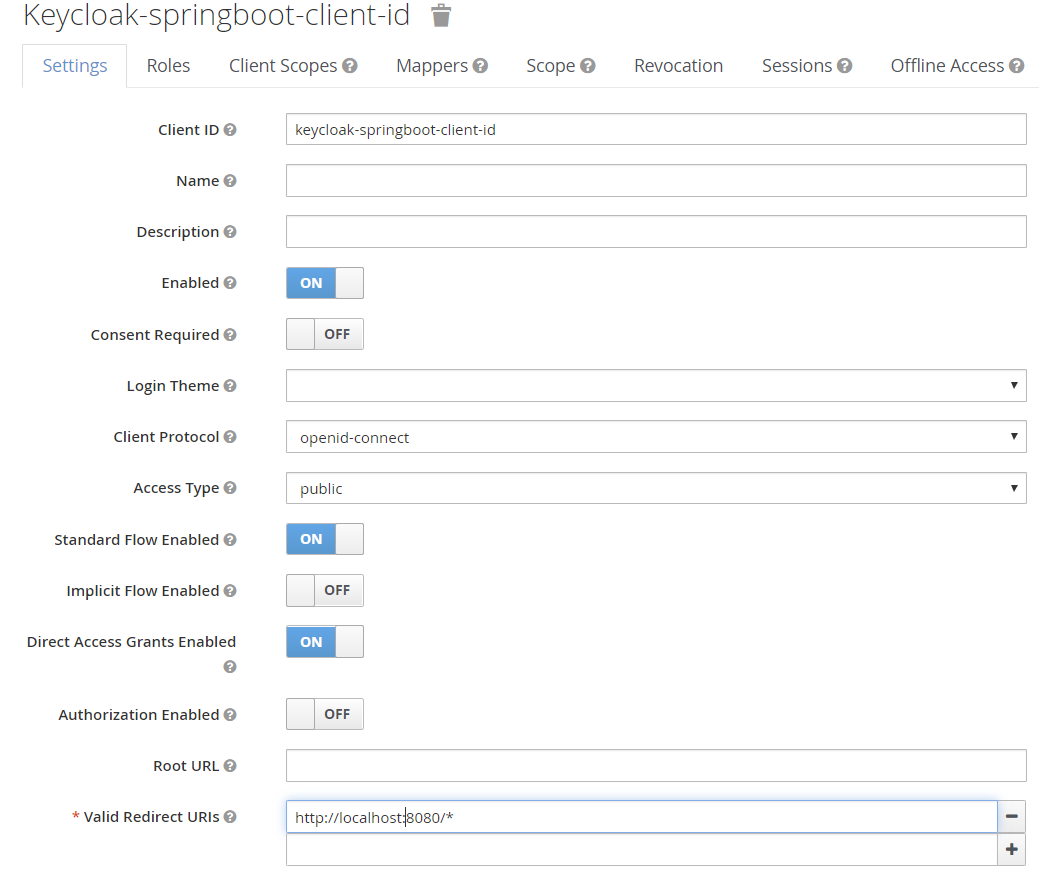 Keycloak-springboot-client-id
Settings Roles Client Scopes Mappers Scope Revocation Sessions Offline Access
Client ID keycloak-springboot-client-id
Name
Description
Enabled ON
Consent Required OFF
Login Theme
Client Protocol openid-connect
Access Type public
Standard Flow Enabled ON
Implicit Flow Enabled OFF
Direct Access Grants Enabled ON
Authorization Enabled OFF
Root URL
* Valid Redirect URIs http://localhost:8080/*